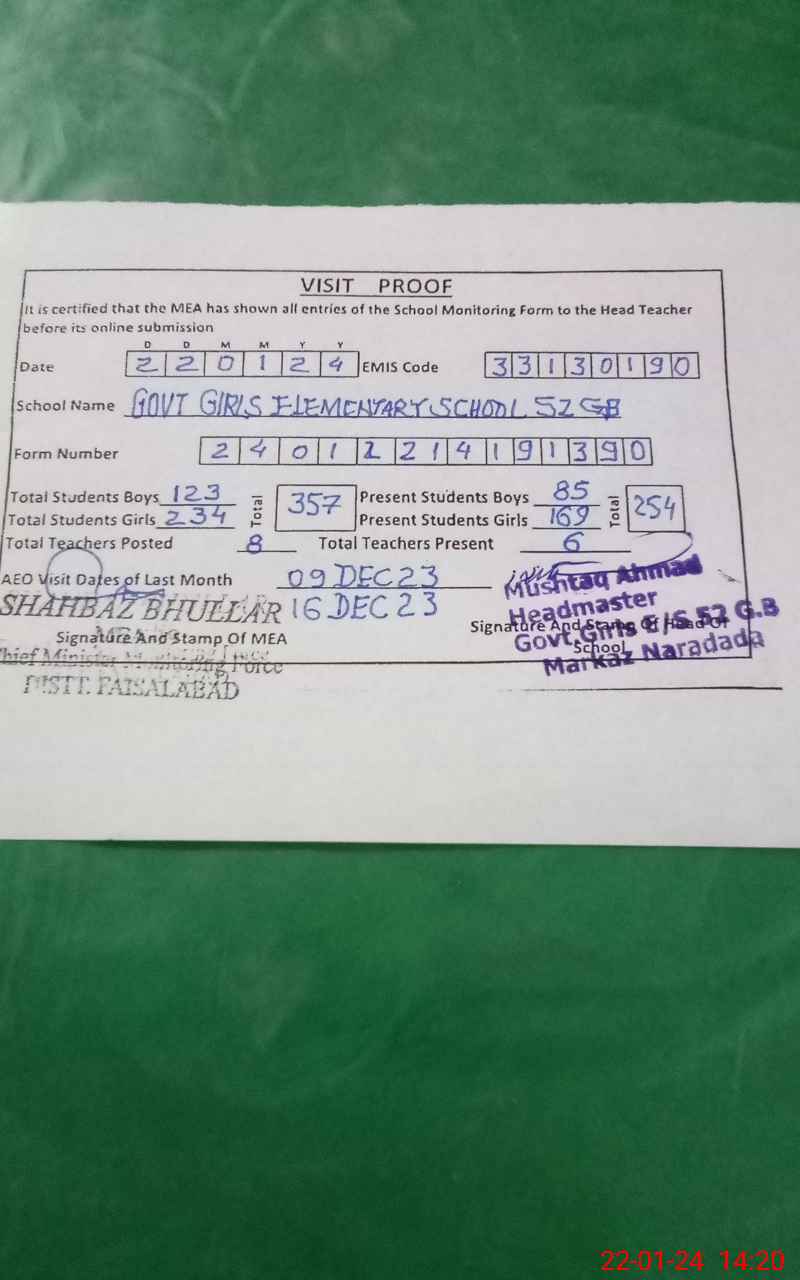 VISIT PROOF
It is certified that the MEA has shown all entries of the School Monitoring Form to the Head Teacher
before its online submission
D D M M Y Y
Date 2 2 0 1 2 4 EMIS Code 3 3 1 3 0 1 9 0
School Name GOVT GIRLS ELEMENTARY SCHOOL 52 GB
Form Number 2 4 0 1 2 2 1 4 1 9 1 3 9 0
Total Students Boys 123 Total 357 Present Students Boys 85 Total 254
Total Students Girls 234 Present Students Girls 169
Total Teachers Posted 8 Total Teachers Present 6
AEO Visit Dates of Last Month 09 DEC 23
16 DEC 23
SHAHBAZ BHULLAR
Signature And Stamp Of MEA
Chief Minister Monitoring Force
DISTT. FAISALABAD
Mushtaq Ahmad
Headmaster
Signature And Stamp Of Head Of
School
Govt Girls E/S 52 G.B
Markaz Naradada
22-01-24 14:20